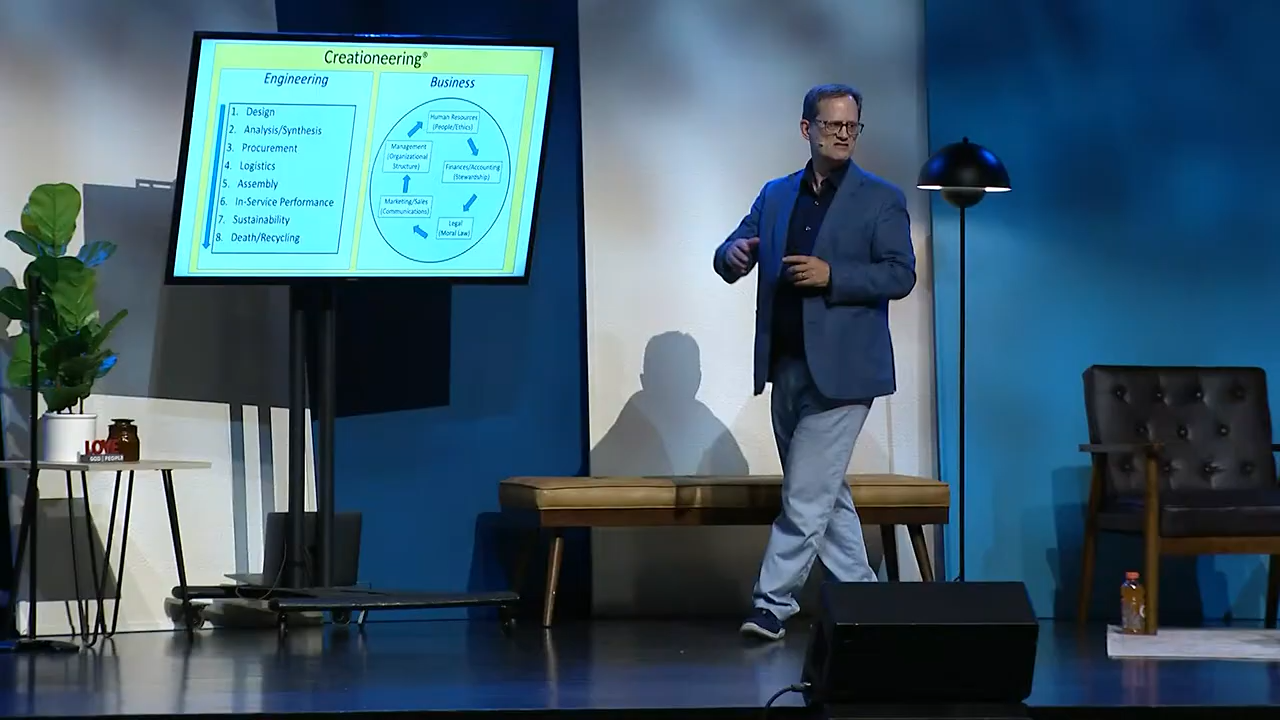 Creationeering®
Engineering
1. Design
2. Analysis/Synthesis
3. Procurement
4. Logistics
5. Assembly
6. In-Service Performance
7. Sustainability
8. Death/Recycling
Business
Human Resources
(People/Ethics)
Finances/Accounting
(Stewardship)
Legal
(Moral Law)
Marketing/Sales
(Communications)
Management
(Organizational
Structure)
LOVE
GOD | PEOPLE